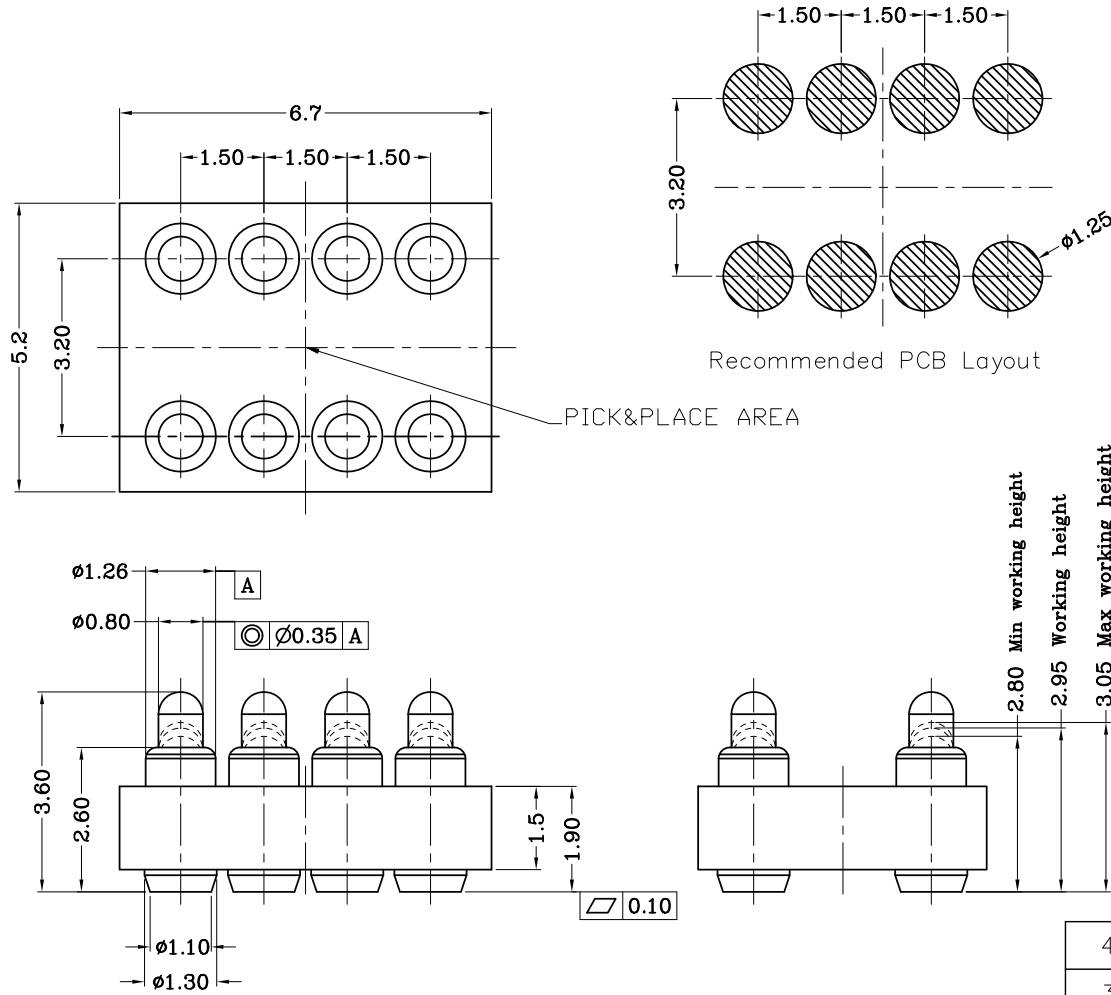 6.7
1.50 1.50 1.50
5.2
3.20
PICK&PLACE AREA
1.50 1.50 1.50
3.20
ø1.25
Recommended PCB Layout
ø1.26
A
ø0.80
Ø0.35 A
3.60
2.60
1.5
1.90
0.10
ø1.10
ø1.30
2.80 Min working height
2.95 Working height
3.05 Max working height
4